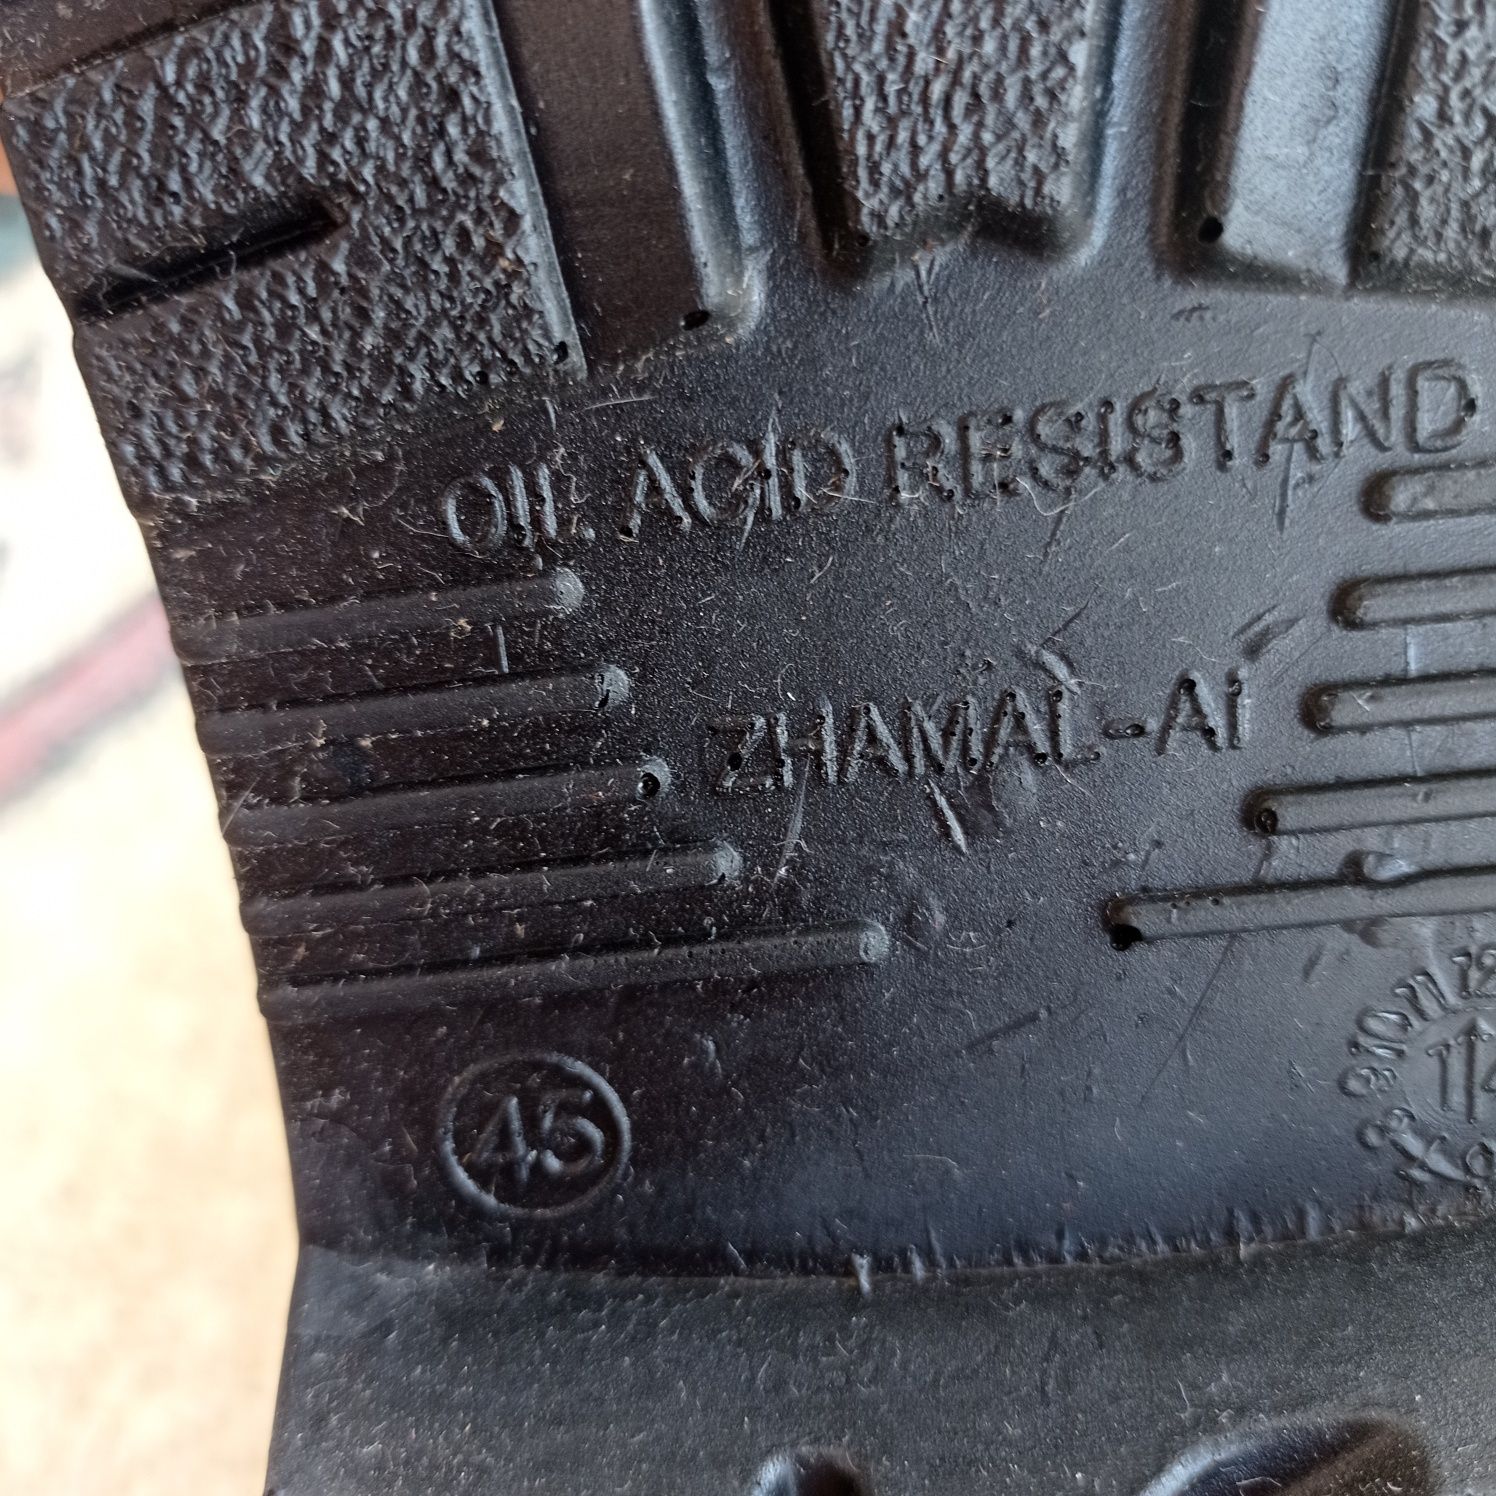 OIL ACID RESISTAND
ZHAMAL-AI
45